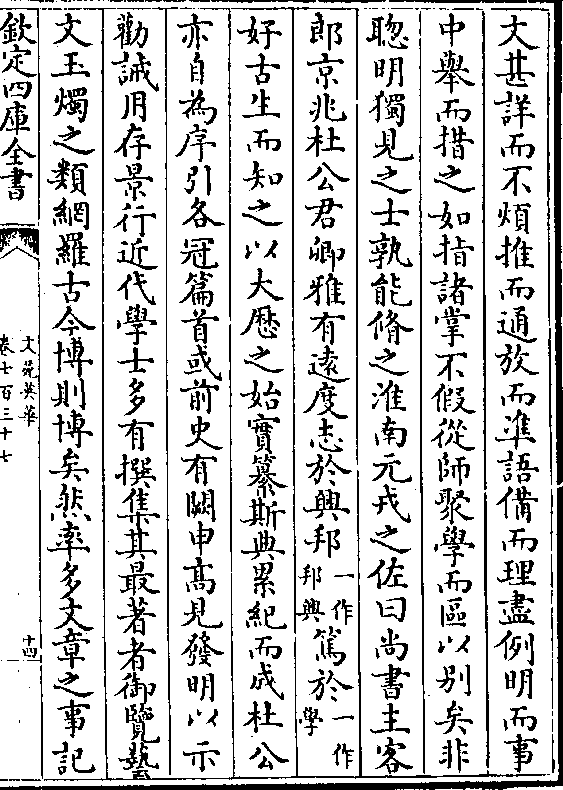 文甚詳而不煩推而通放而準語備而理盡例明而事
中舉而措之如指諸掌不假從師聚學而區以別矣非
聦明獨見之士孰能脩之淮南元戎之佐曰尚書主客
郎京兆杜公君卿雅有逺度志於興邦一作邦興篤於一作學
好古生而知之以大厯之始實纂斯典累紀而成杜公
亦自為序引各冠篇首或前史有闕申髙見發明以示
勸誡用存景行近代學士多有撰集其最著者御覽藝
文玉燭之類網羅古今博則博矣然率多文章之事記
欽定四庫全書
文苑英華
卷七百三十七
十四